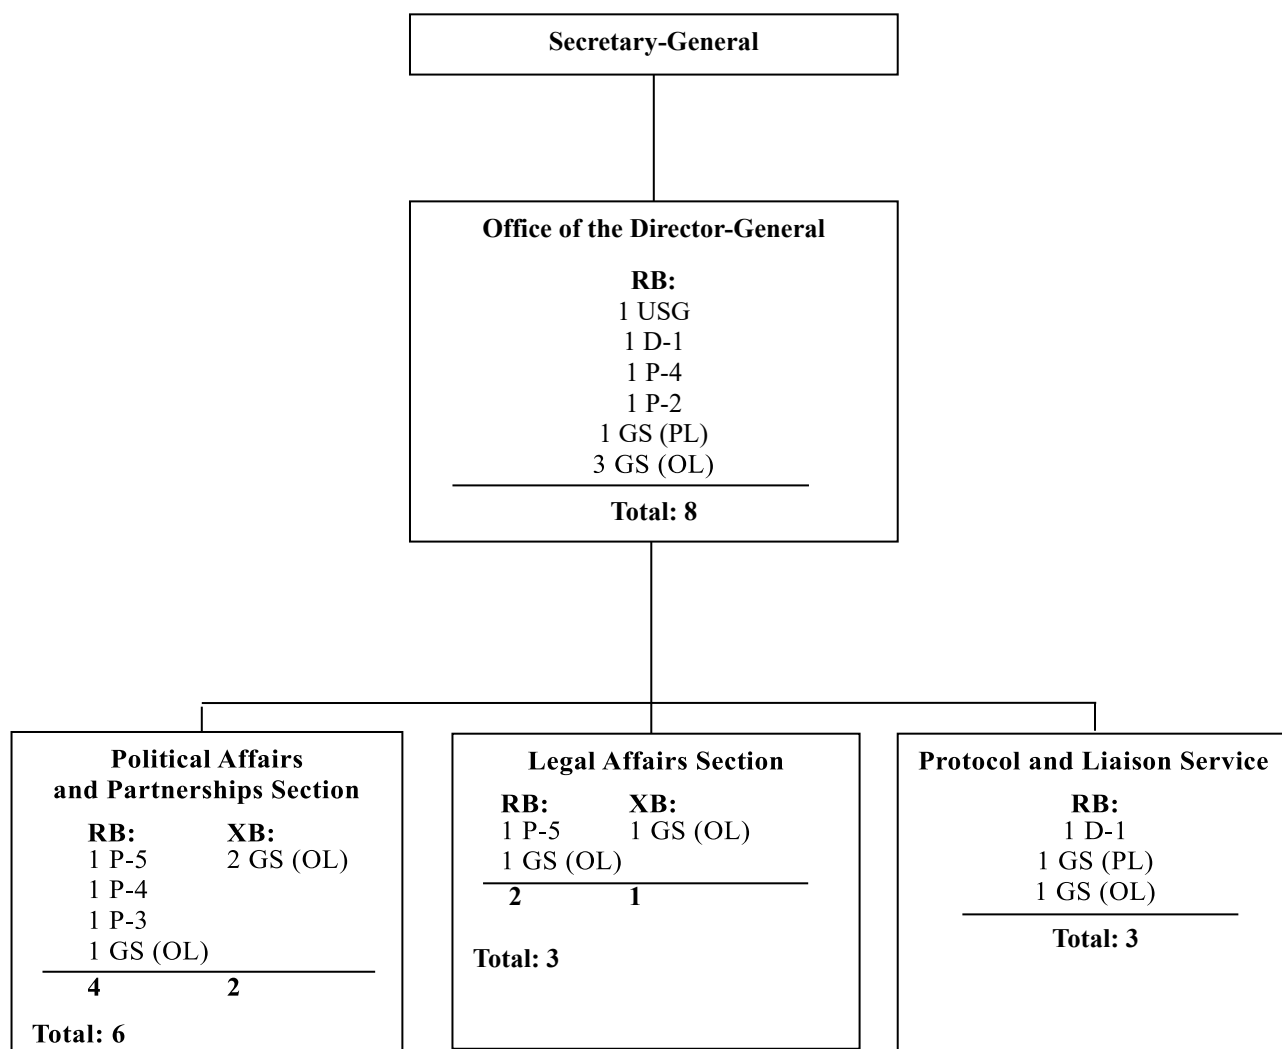 Secretary-General
Office of the Director-General
RB:
1 USG
1 D-1
1 P-4
1 P-2
1 GS (PL)
3 GS (OL)
Total: 8
Political Affairs
and Partnerships Section
RB: XB:
1 P-5 2 GS (OL)
1 P-4
1 P-3
1 GS (OL)
4 2
Total: 6
Legal Affairs Section
RB: XB:
1 P-5 1 GS (OL)
1 GS (OL)
2 1
Total: 3
Protocol and Liaison Service
RB:
1 D-1
1 GS (PL)
1 GS (OL)
Total: 3